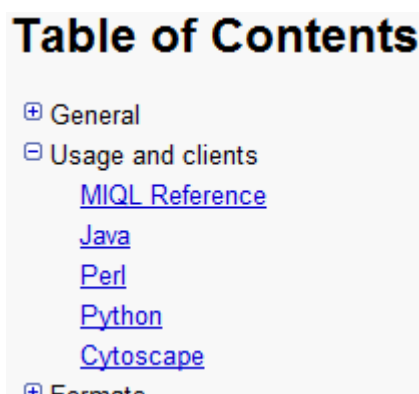 Table of Contents
General
Usage and clients
MIQL Reference
Java
Perl
Python
Cytoscape